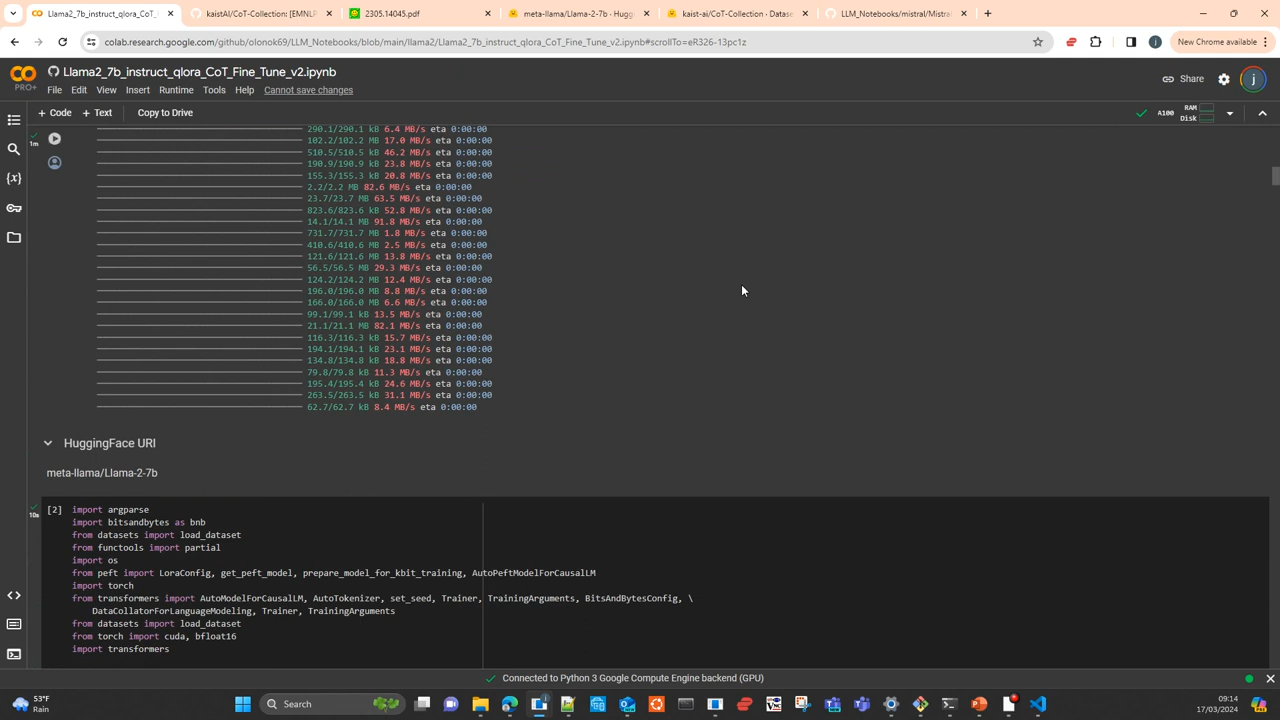 Llama2_7b_instruct_qlora_CoT_
kaistAI/CoT-Collection: [EMNLP
2305.14045.pdf
meta-llama/Llama-2-7b · Hugg
kaist-ai/CoT-Collection · Datase
LLM_Notebooks/mistral/Mistra
colab.research.google.com/github/olonok69/LLM_Notebooks/blob/main/llama2/Llama2_7b_instruct_qlora_CoT_Fine_Tune_v2.ipynb#scrollTo=eR326-13pc1z
New Chrome available
Llama2_7b_instruct_qlora_CoT_Fine_Tune_v2.ipynb
PRO+
File Edit View Insert Runtime Tools Help Cannot save changes
Share
j
+ Code + Text Copy to Drive
A100 RAM Disk
1m
290.1/290.1 kB 6.4 MB/s eta 0:00:00
102.2/102.2 MB 17.0 MB/s eta 0:00:00
510.5/510.5 kB 46.2 MB/s eta 0:00:00
190.9/190.9 kB 23.8 MB/s eta 0:00:00
155.3/155.3 kB 20.8 MB/s eta 0:00:00
2.2/2.2 MB 82.6 MB/s eta 0:00:00
23.7/23.7 MB 63.5 MB/s eta 0:00:00
823.6/823.6 kB 52.8 MB/s eta 0:00:00
14.1/14.1 MB 91.8 MB/s eta 0:00:00
731.7/731.7 MB 1.8 MB/s eta 0:00:00
410.6/410.6 MB 2.5 MB/s eta 0:00:00
121.6/121.6 MB 13.8 MB/s eta 0:00:00
56.5/56.5 MB 29.3 MB/s eta 0:00:00
124.2/124.2 MB 12.4 MB/s eta 0:00:00
196.0/196.0 MB 8.8 MB/s eta 0:00:00
166.0/166.0 MB 6.6 MB/s eta 0:00:00
99.1/99.1 kB 13.5 MB/s eta 0:00:00
21.1/21.1 MB 82.1 MB/s eta 0:00:00
116.3/116.3 kB 15.7 MB/s eta 0:00:00
194.1/194.1 kB 23.1 MB/s eta 0:00:00
134.8/134.8 kB 18.8 MB/s eta 0:00:00
79.8/79.8 kB 11.3 MB/s eta 0:00:00
195.4/195.4 kB 24.6 MB/s eta 0:00:00
263.5/263.5 kB 31.1 MB/s eta 0:00:00
62.7/62.7 kB 8.4 MB/s eta 0:00:00
HuggingFace URI
meta-llama/Llama-2-7b
10s
[2] import argparse
import bitsandbytes as bnb
from datasets import load_dataset
from functools import partial
import os
from peft import LoraConfig, get_peft_model, prepare_model_for_kbit_training, AutoPeftModelForCausalLM
import torch
from transformers import AutoModelForCausalLM, AutoTokenizer, set_seed, Trainer, TrainingArguments, BitsAndBytesConfig, \
DataCollatorForLanguageModeling, Trainer, TrainingArguments
from datasets import load_dataset
from torch import cuda, bfloat16
import transformers
Connected to Python 3 Google Compute Engine backend (GPU)
53°F
Rain
Search
09:14
17/03/2024